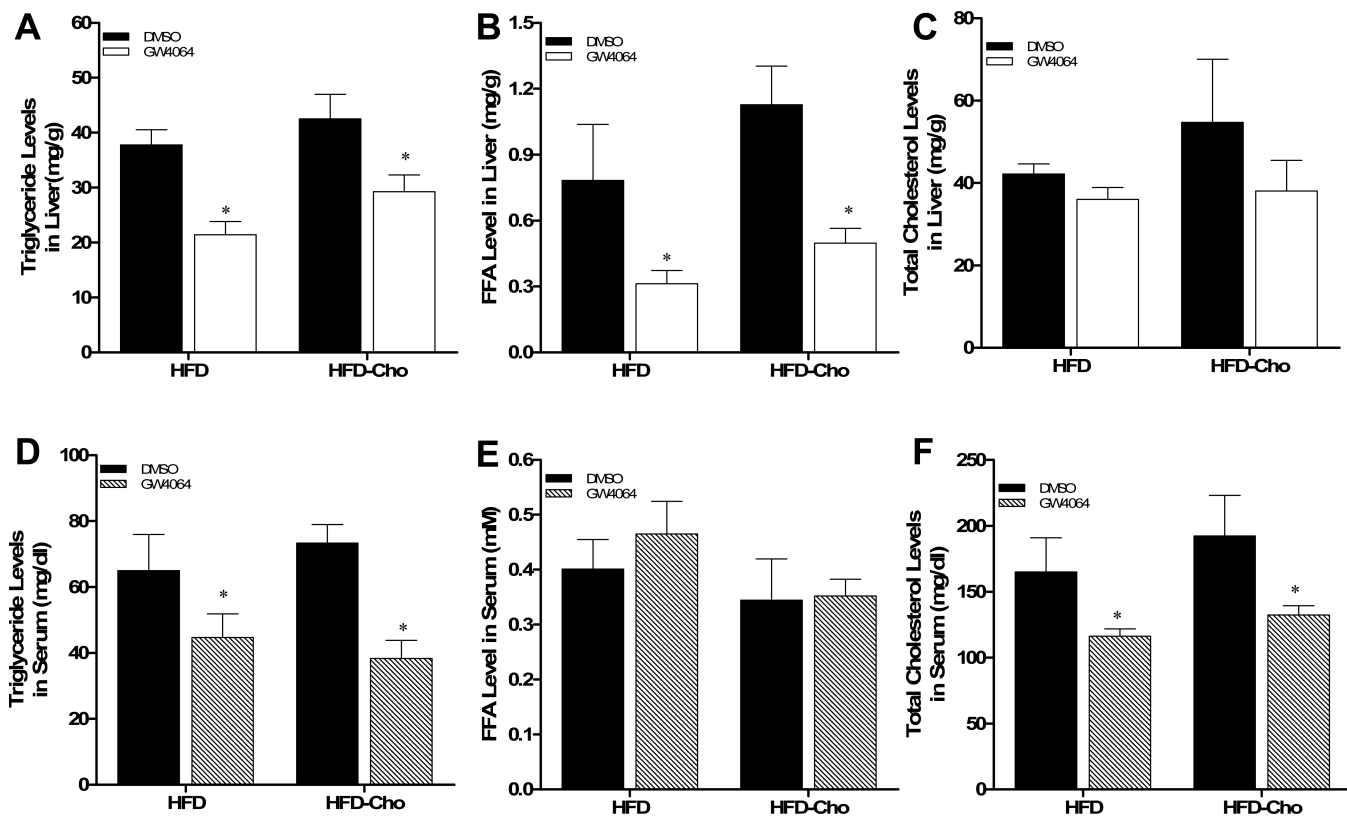 A
Triglyceride Levels
in Liver(mg/g)
60
50
40
30
20
10
0
DMSO
GW4064
*
*
HFD
HFD-Cho
B
FFA Level in Liver (mg/g)
1.5
1.2
0.9
0.6
0.3
0.0
DMSO
GW4064
*
*
HFD
HFD-Cho
C
Total Cholesterol Levels
in Liver (mg/g)
80
60
40
20
0
DMSO
GW4064
HFD
HFD-Cho
D
Triglyceride Levels
in Serum (mg/dl)
100
80
60
40
20
0
DMSO
GW4064
*
*
HFD
HFD-Cho
E
FFA Level in Serum (mM)
0.6
0.5
0.4
0.3
0.2
0.1
0.0
DMSO
GW4064
HFD
HFD-Cho
F
Total Cholesterol Levels
in Serum (mg/dl)
250
200
150
100
50
0
DMSO
GW4064
*
*
HFD
HFD-Cho